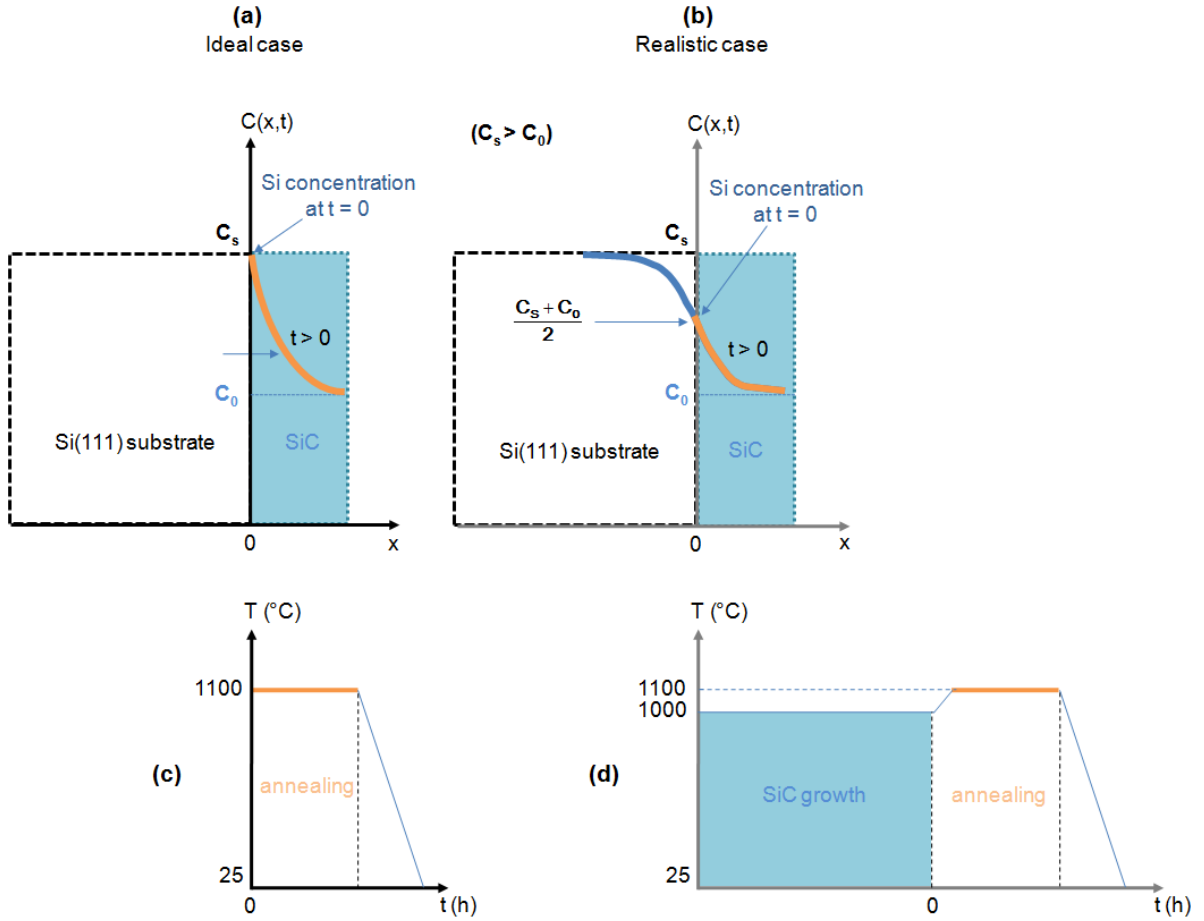 (a)
Ideal case
(b)
Realistic case
C(x,t)
Si concentration
at t = 0
Cₛ
t > 0
C₀
Si(111) substrate
SiC
0
x
(Cₛ > C₀)
C(x,t)
Si concentration
at t = 0
Cₛ
Cₛ + C₀
2
t > 0
C₀
Si(111) substrate
SiC
0
x
T (°C)
1100
(c)
annealing
25
0
t (h)
T (°C)
1100
1000
(d)
SiC growth
annealing
25
0
t (h)